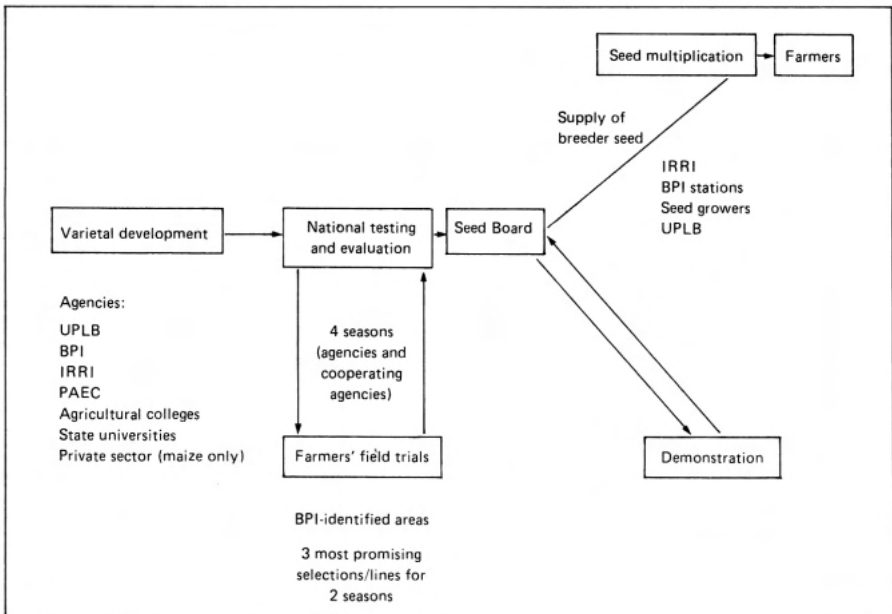 Seed multiplication
Farmers
Supply of
breeder seed
IRRI
BPI stations
Seed growers
UPLB
Varietal development
National testing
and evaluation
Seed Board
Agencies:
UPLB
BPI
IRRI
PAEC
Agricultural colleges
State universities
Private sector (maize only)
4 seasons
(agencies and
cooperating
agencies)
Farmers' field trials
Demonstration
BPI-identified areas
3 most promising
selections/lines for
2 seasons